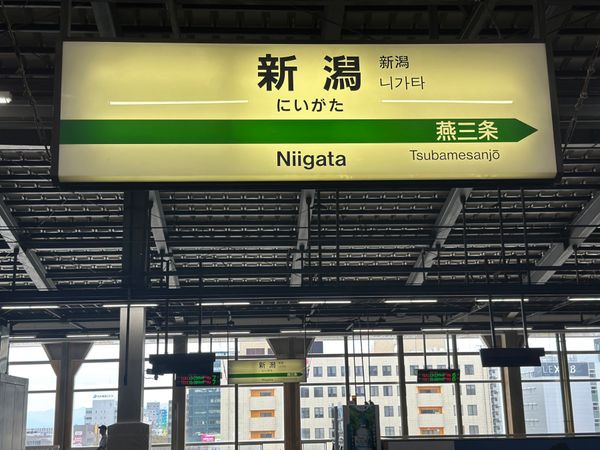 新潟
新潟
니가타
にいがた
燕三条
Niigata
Tsubamesanjō
新潟